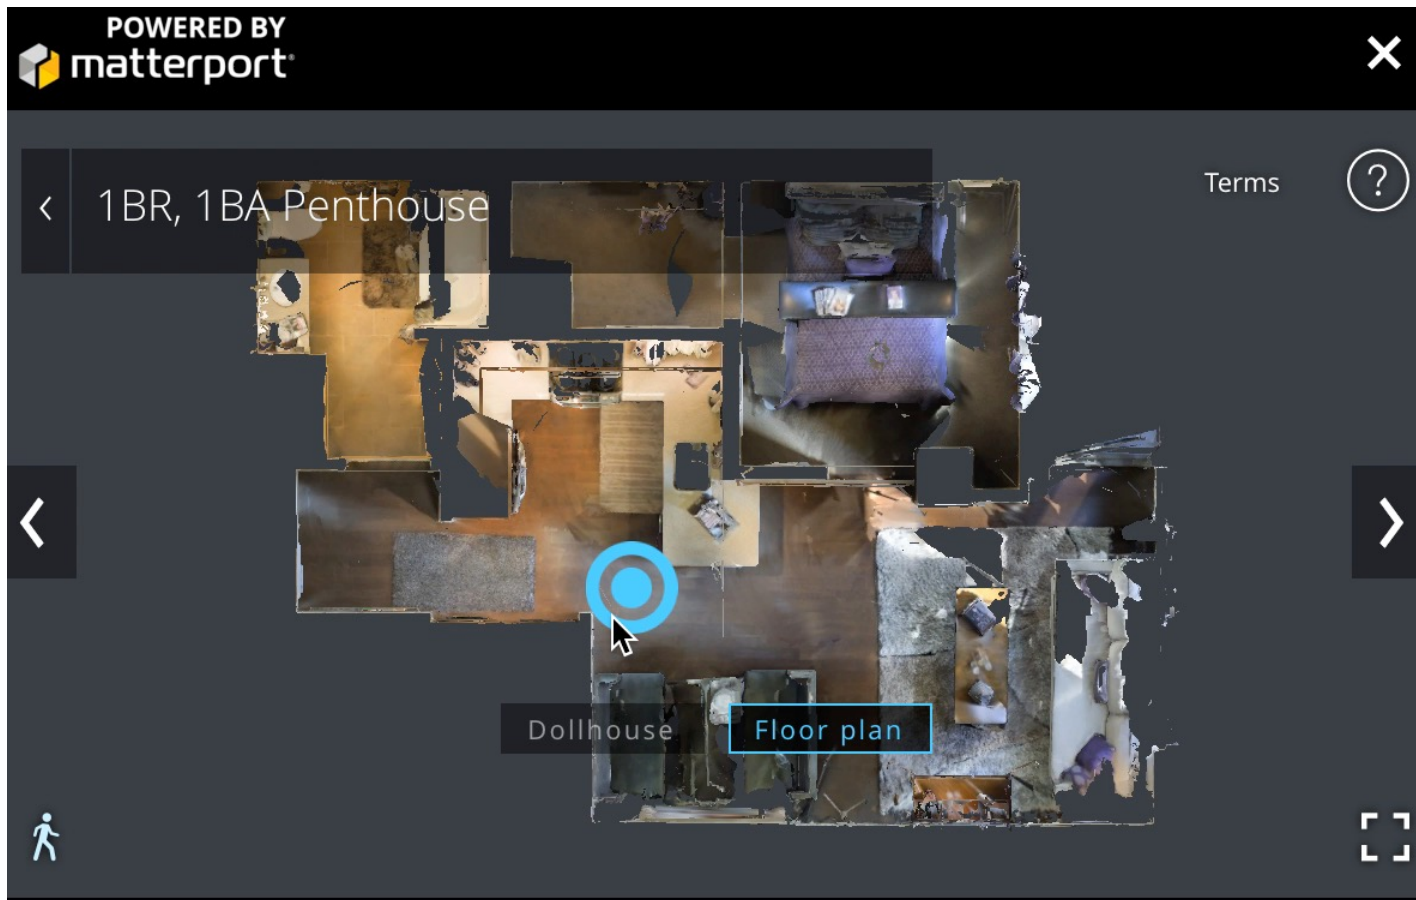 POWERED BY
matterport
1BR, 1BA Penthouse
Terms
?
Dollhouse
Floor plan